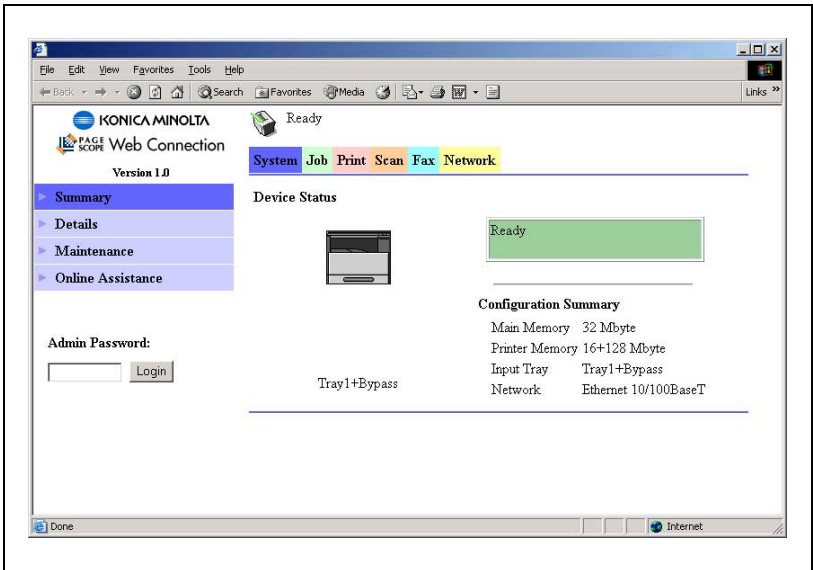 File Edit View Favorites Tools Help
Back Search Favorites Media Links »
KONICA MINOLTA
PAGE SCOPE Web Connection
Version 1.0
Ready
System Job Print Scan Fax Network
Summary
Details
Maintenance
Online Assistance
Admin Password:
Login
Device Status
Tray1+Bypass
Ready
Configuration Summary
Main Memory 32 Mbyte
Printer Memory 16+128 Mbyte
Input Tray Tray1+Bypass
Network Ethernet 10/100BaseT
Done Internet